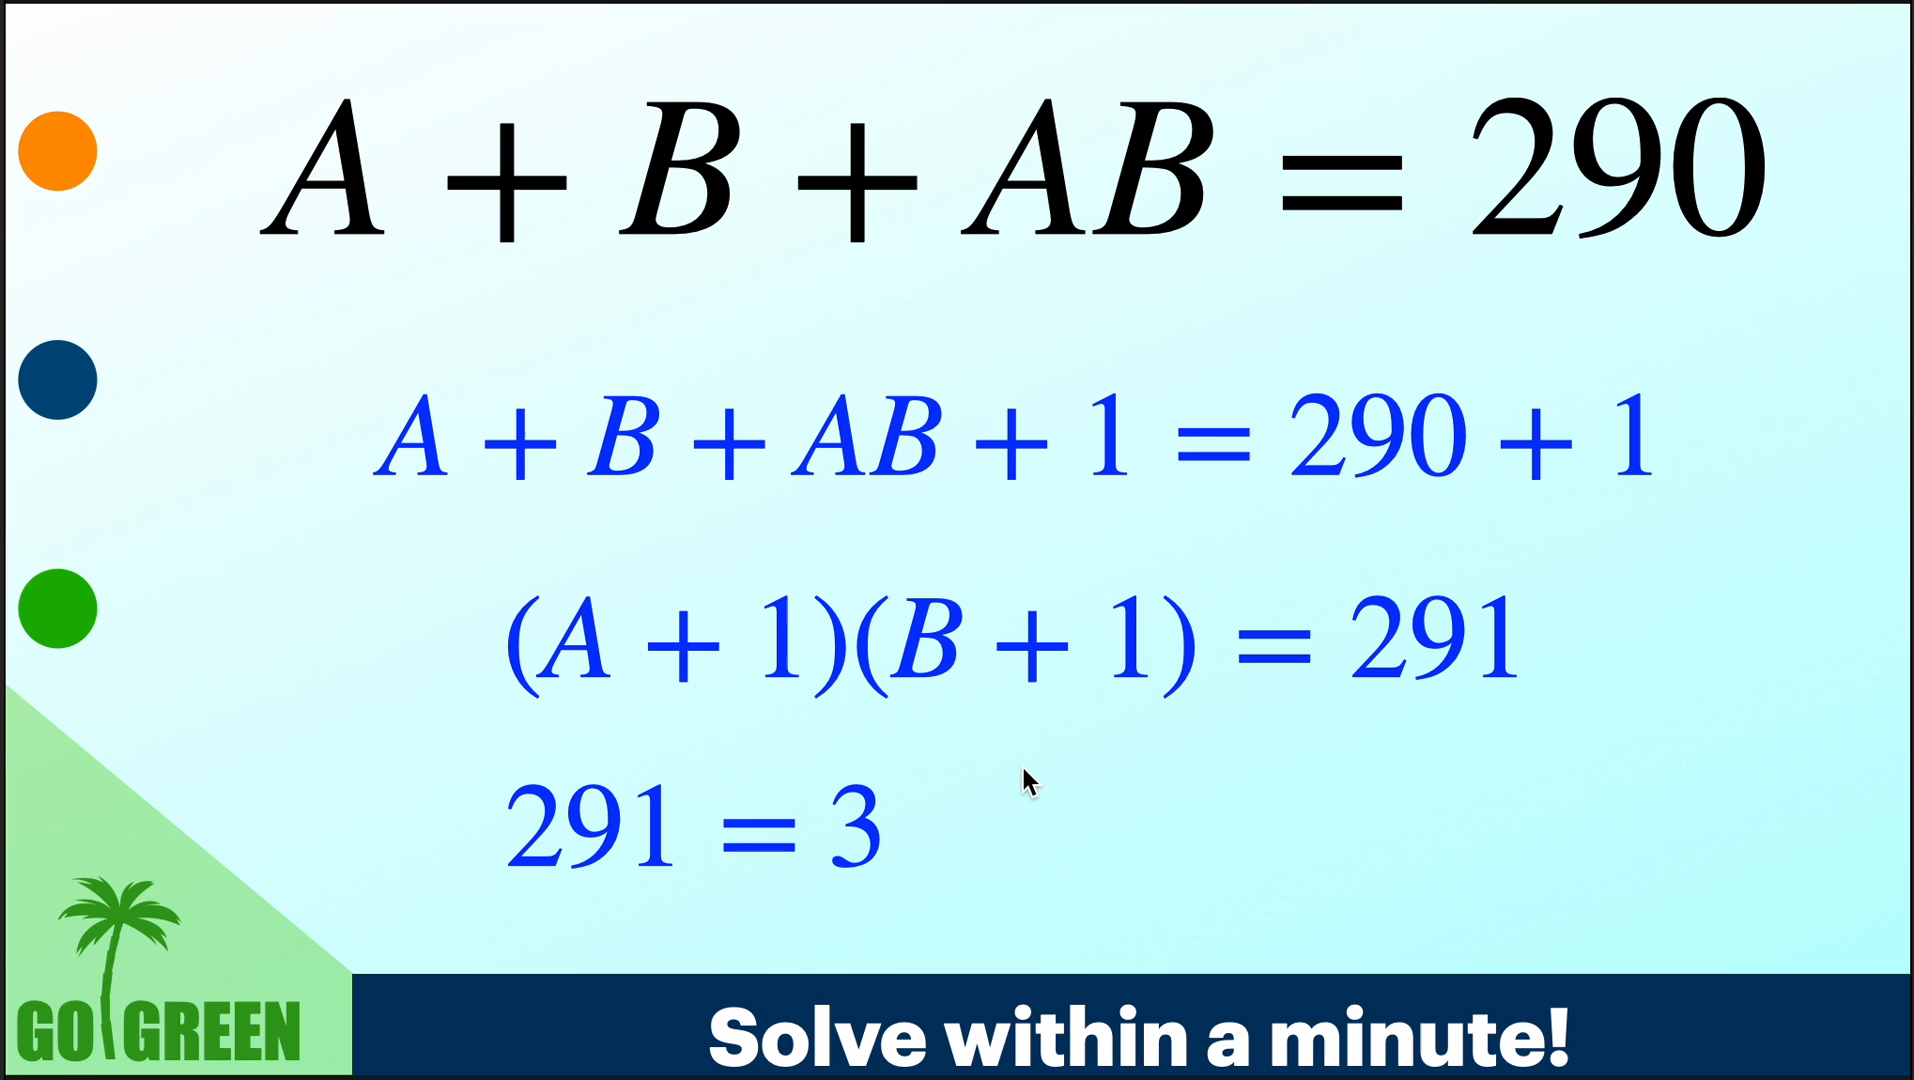 A + B + AB = 290
A + B + AB + 1 = 290 + 1
(A + 1)(B + 1) = 291
291 = 3
GO GREEN
Solve within a minute!